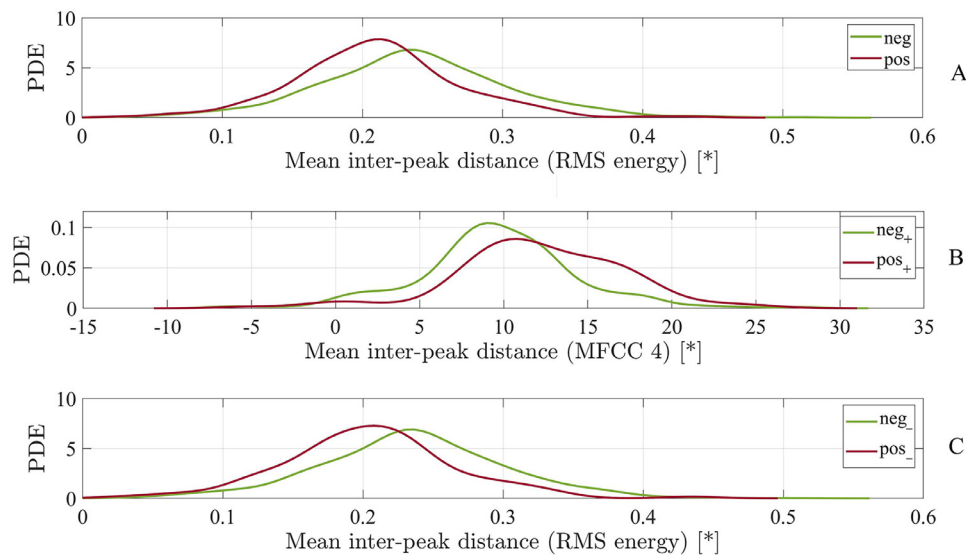 10
5
0
PDE
neg
pos
A
0 0.1 0.2 0.3 0.4 0.5 0.6
Mean inter-peak distance (RMS energy) [*]
0.1
0.05
0
PDE
neg+
pos+
B
-15 -10 -5 0 5 10 15 20 25 30 35
Mean inter-peak distance (MFCC 4) [*]
10
5
0
PDE
neg−
pos−
C
0 0.1 0.2 0.3 0.4 0.5 0.6
Mean inter-peak distance (RMS energy) [*]